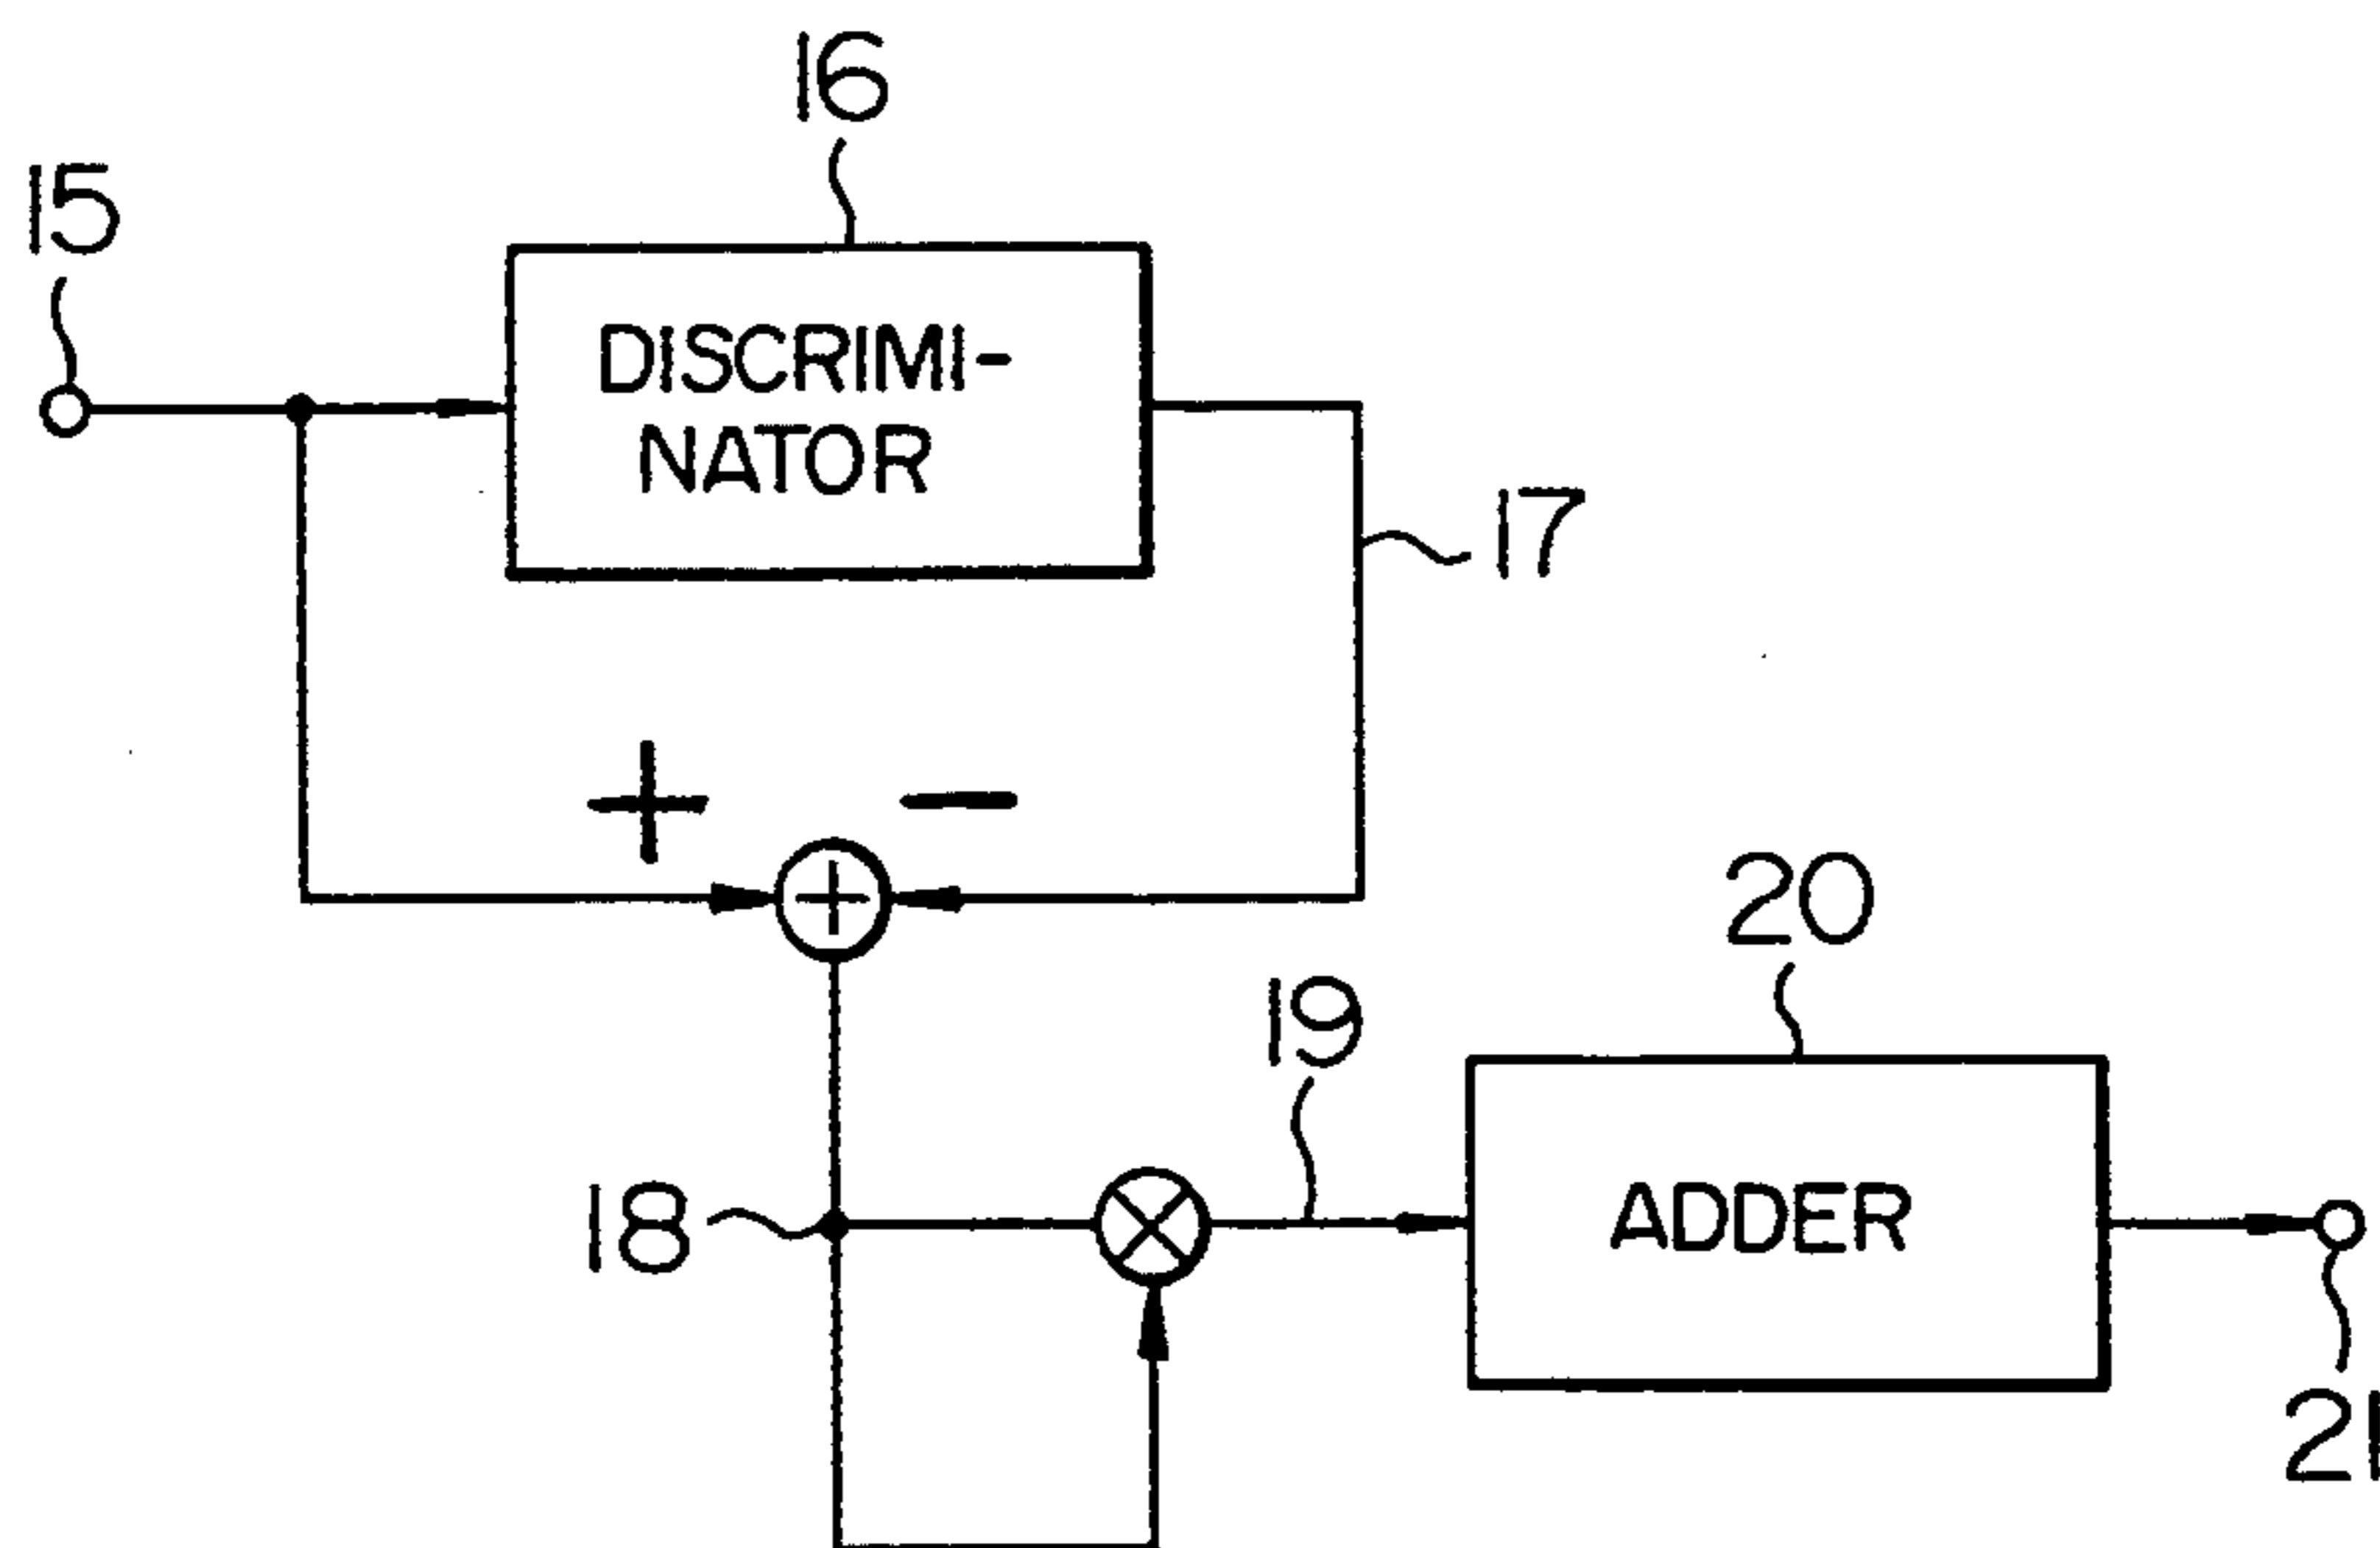 16
15
DISCRIMI-
NATOR
17
+ −
20
19
18
ADDER
21